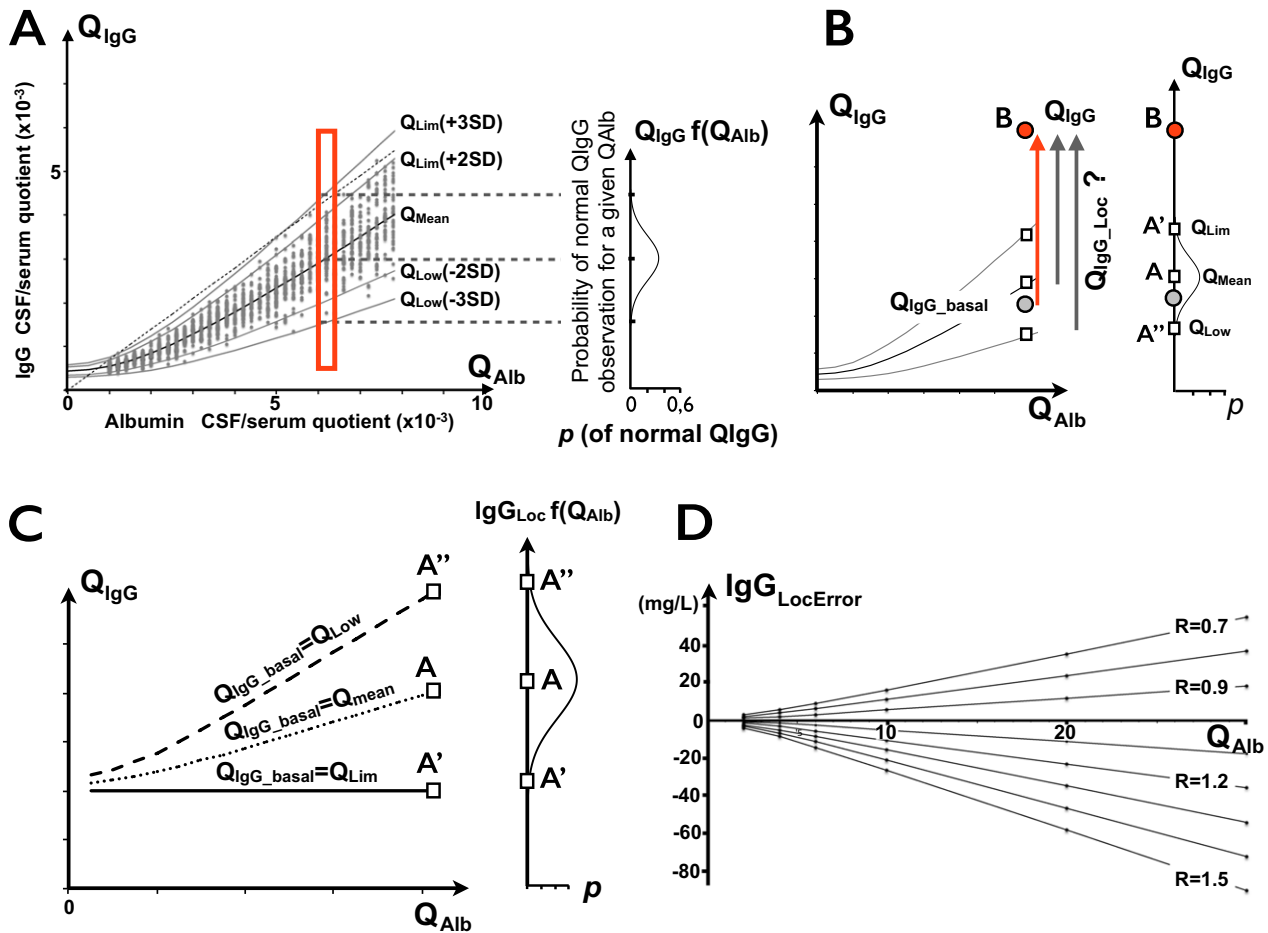 A
QIgG
IgG CSF/serum quotient (x10-3)
5
QLim(+3SD)
QLim(+2SD)
QMean
QLow(-2SD)
QLow(-3SD)
QAlb
0
5
10
Albumin CSF/serum quotient (x10-3)
Probability of normal QIgG
observation for a given QAlb
QIgG f(QAlb)
0
0,6
p (of normal QIgG)
B
QIgG
B
QIgG
QIgG_Loc ?
QIgG_basal
QAlb
QIgG
B
A'
QLim
A
QMean
A''
QLow
p
C
QIgG
A''
QIgG_basal=QLow
A
QIgG_basal=Qmean
A'
QIgG_basal=QLim
0
QAlb
IgGLoc f(QAlb)
A''
A
A'
p
D
IgGLocError
(mg/L)
40
20
0
-20
-40
-60
-80
10
20
QAlb
R=0.7
R=0.9
R=1.2
R=1.5